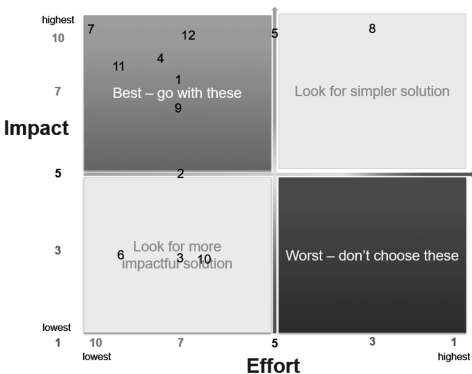 highest
10
7
12
5
8
4
11
1
7
Best – go with these
Look for simpler solution
9
Impact
5
2
Look for more
impactful solution
6
3
10
3
Worst – don't choose these
lowest
1
10
7
5
3
1
lowest
highest
Effort